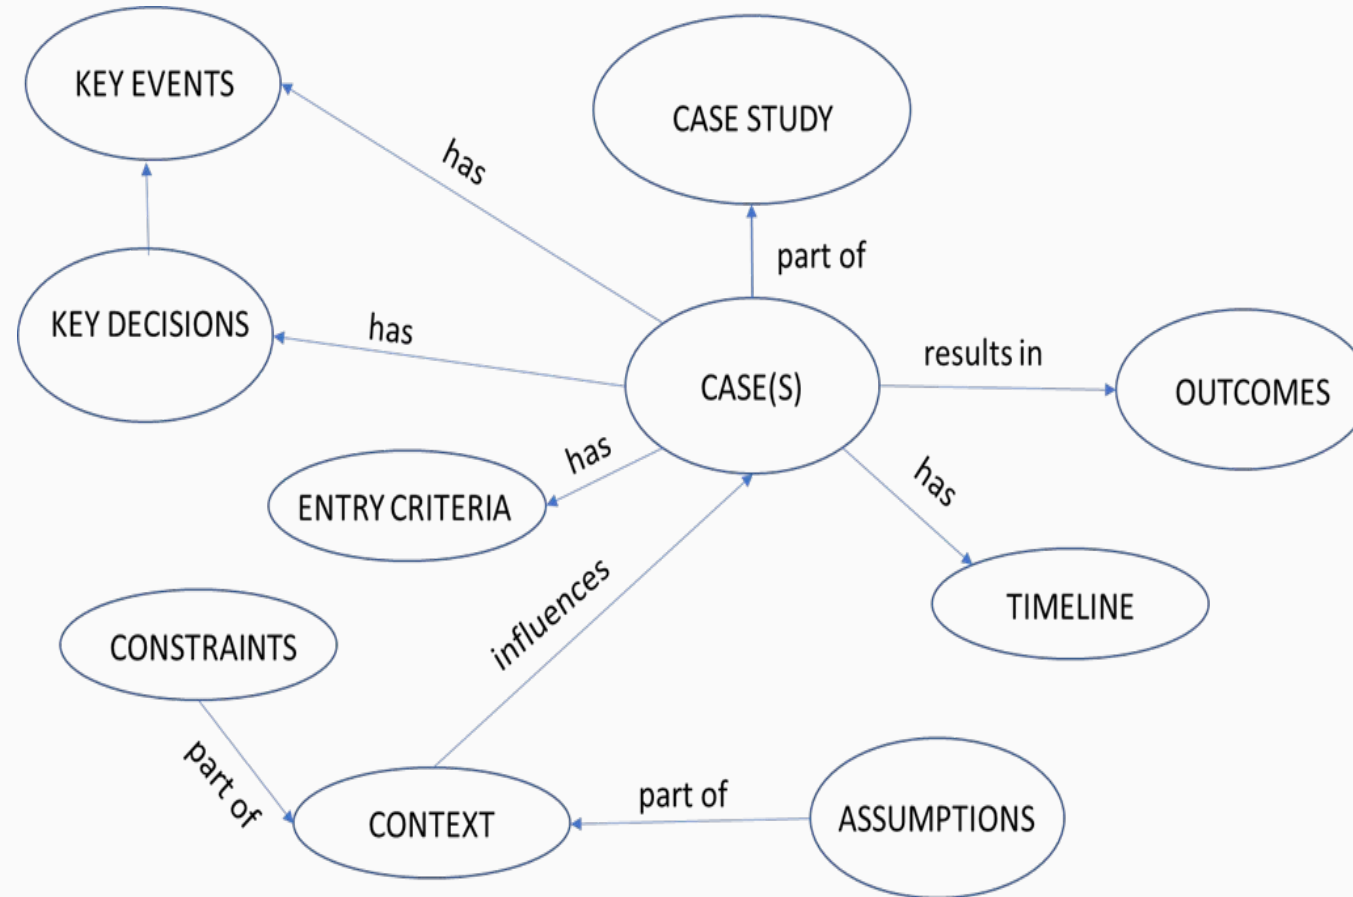 KEY EVENTS
CASE STUDY
has
part of
KEY DECISIONS
has
results in
CASE(S)
OUTCOMES
has
has
ENTRY CRITERIA
TIMELINE
influences
CONSTRAINTS
part of
part of
CONTEXT
ASSUMPTIONS